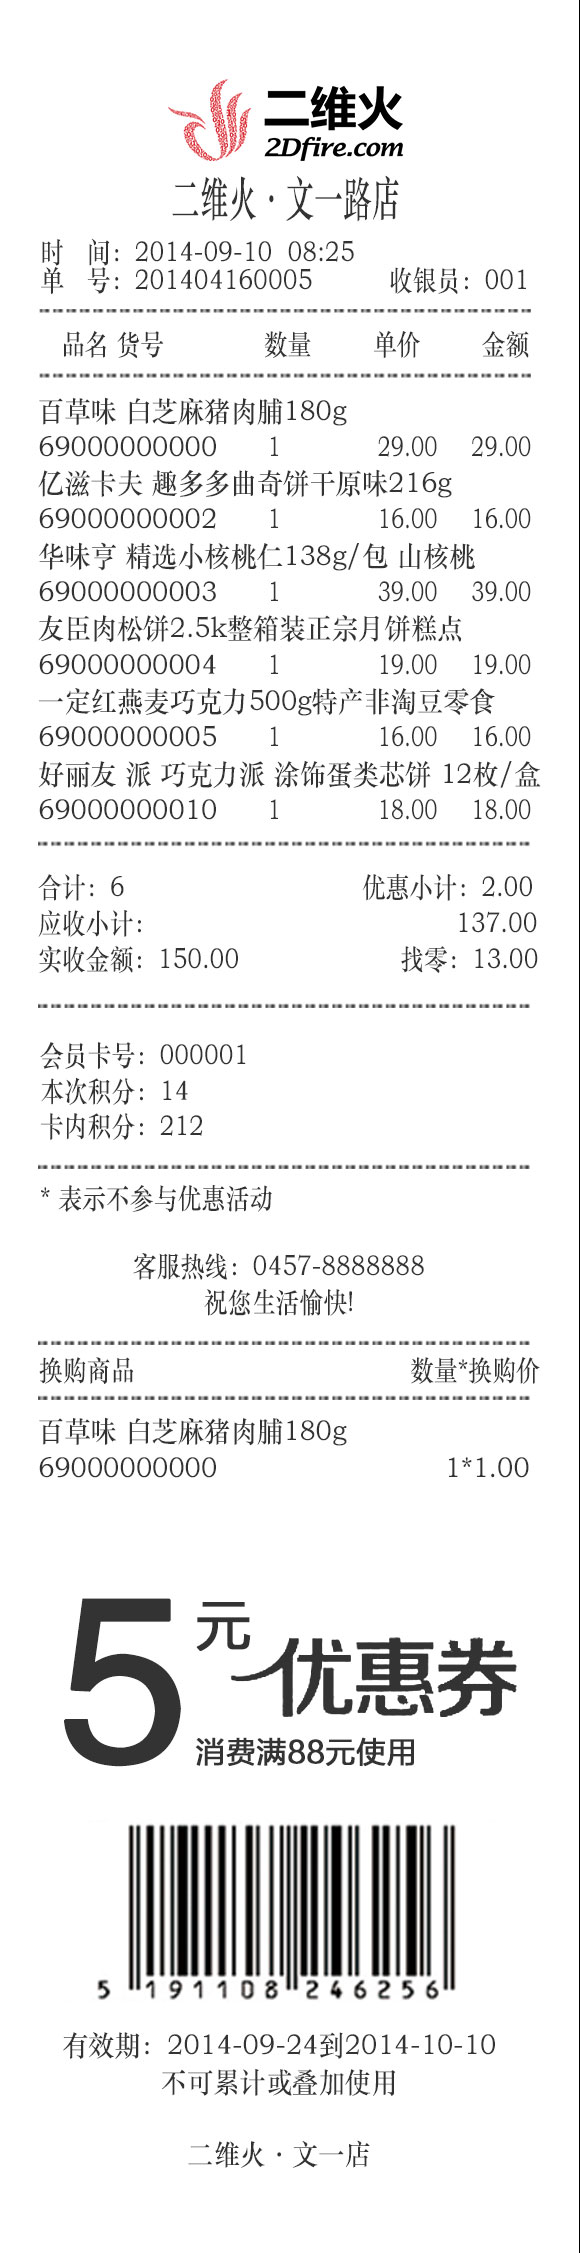 二维火
2Dfire.com
二维火·文一路店
时 间: 2014-09-10 08:25
单 号: 201404160005 收银员: 001
品名 货号 数量 单价 金额
百草味 白芝麻猪肉脯180g
69000000000 1 29.00 29.00
亿滋卡夫 趣多多曲奇饼干原味216g
69000000002 1 16.00 16.00
华味亨 精选小核桃仁138g/包 山核桃
69000000003 1 39.00 39.00
友臣肉松饼2.5k整箱装正宗月饼糕点
69000000004 1 19.00 19.00
一定红燕麦巧克力500g特产非淘豆零食
69000000005 1 16.00 16.00
好丽友 派 巧克力派 涂饰蛋类芯饼 12枚/盒
69000000010 1 18.00 18.00
合计: 6 优惠小计: 2.00
应收小计: 137.00
实收金额: 150.00 找零: 13.00
会员卡号: 000001
本次积分: 14
卡内积分: 212
* 表示不参与优惠活动
客服热线: 0457-8888888
祝您生活愉快!
换购商品 数量*换购价
百草味 白芝麻猪肉脯180g
69000000000 1*1.00
5元优惠券
消费满88元使用
5 191108 246256
有效期: 2014-09-24到2014-10-10
不可累计或叠加使用
二维火·文一店